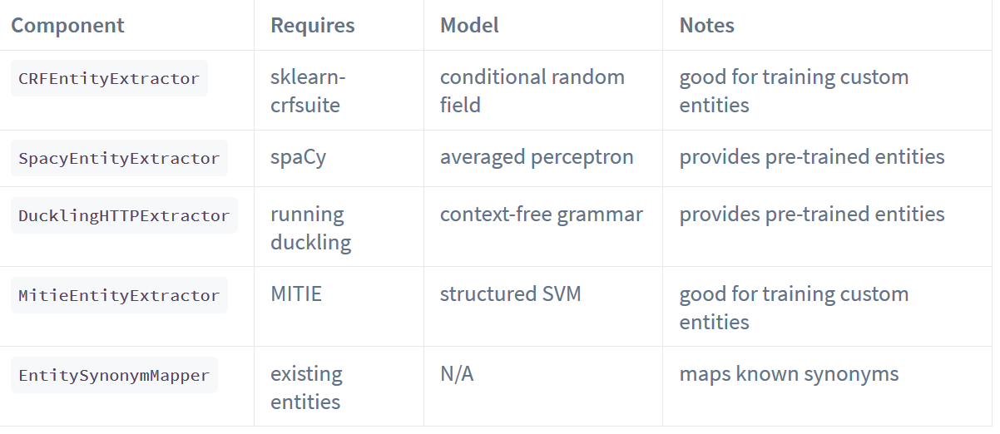 Component Requires Model Notes
CRFEntityExtractor sklearn- conditional random good for training custom
crfsuite field entities
SpacyEntityExtractor spaCy averaged perceptron provides pre-trained entities
DucklingHTTPExtractor running context-free grammar provides pre-trained entities
duckling
MitieEntityExtractor MITIE structured SVM good for training custom
entities
EntitySynonymMapper existing N/A maps known synonyms
entities